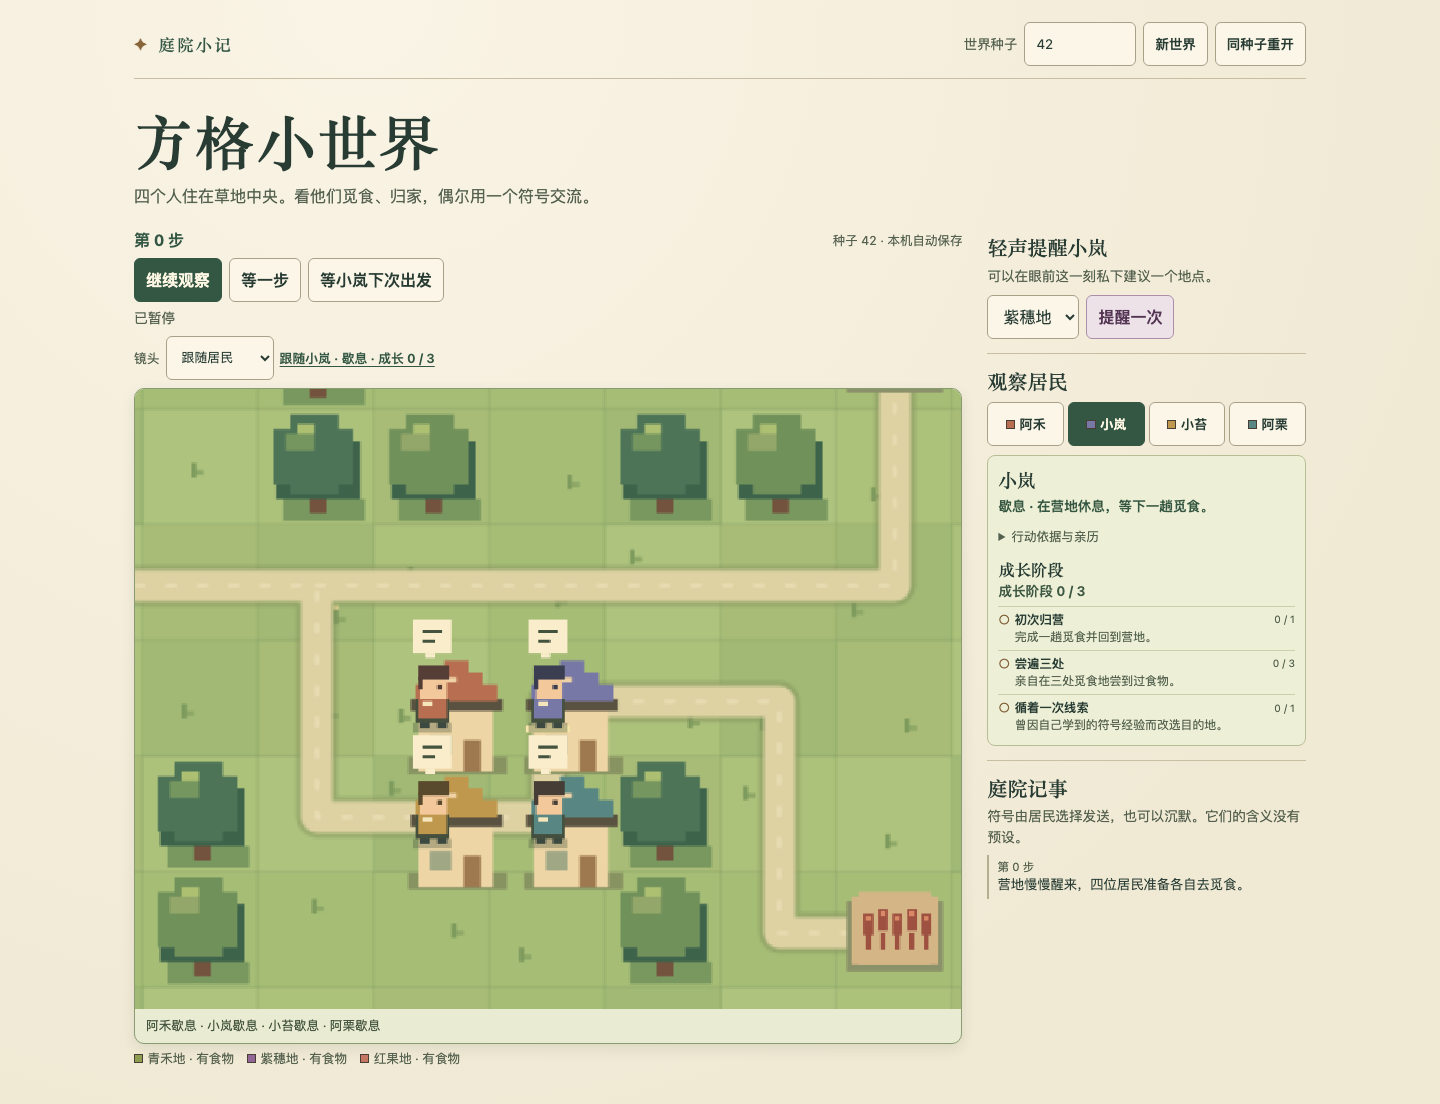 ✦ 庭院小记
世界种子 42 新世界 同种子重开
方格小世界
四个人住在草地中央。看他们觅食、归家，偶尔用一个符号交流。
第 0 步
种子 42 · 本机自动保存
继续观察 等一步 等小岚下次出发
已暂停
镜头 跟随居民 跟随小岚 · 歇息 · 成长 0 / 3
阿禾歇息 · 小岚歇息 · 小苔歇息 · 阿栗歇息
青禾地 · 有食物 紫穗地 · 有食物 红果地 · 有食物
轻声提醒小岚
可以在眼前这一刻私下建议一个地点。
紫穗地 提醒一次
观察居民
阿禾 小岚 小苔 阿栗
小岚
歇息 · 在营地休息，等下一趟觅食。
▶ 行动依据与亲历
成长阶段
成长阶段 0 / 3
初次归营 0 / 1
完成一趟觅食并回到营地。
尝遍三处 0 / 3
亲自在三处觅食地尝到过食物。
循着一次线索 0 / 1
曾因自己学到的符号经验而改选目的地。
庭院记事
符号由居民选择发送，也可以沉默。它们的含义没有
预设。
第 0 步
营地慢慢醒来，四位居民准备各自去觅食。